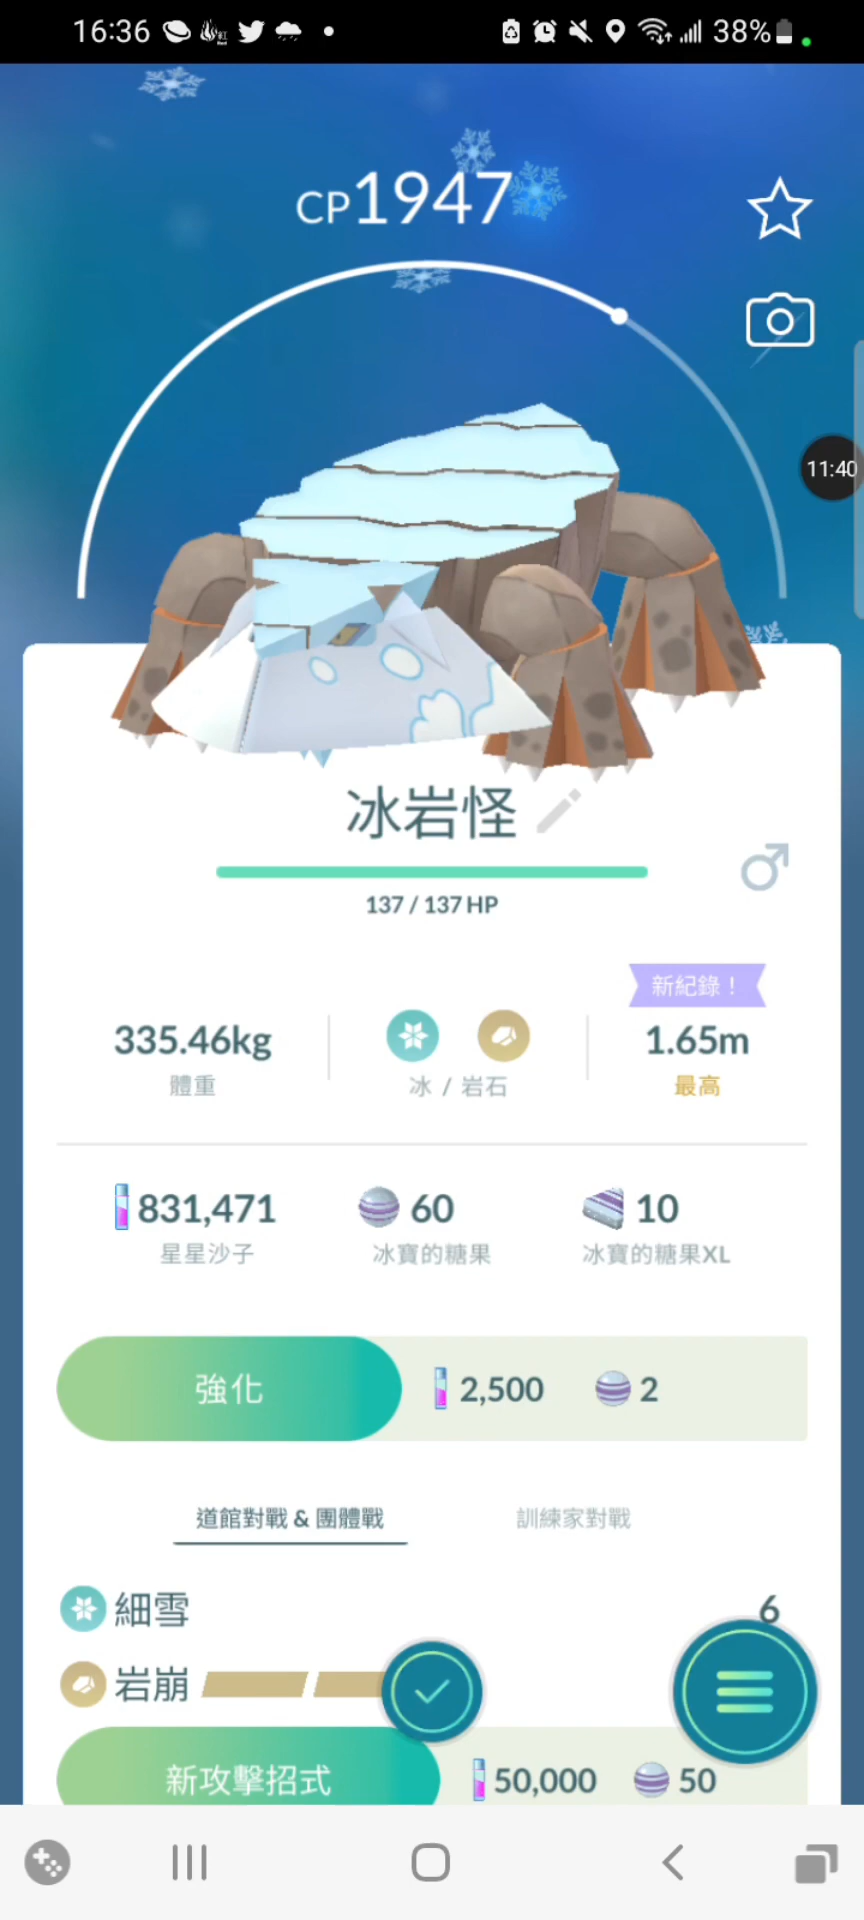 16:36
38%
CP1947
11:40
冰岩怪
137 / 137 HP
新紀錄！
335.46kg
體重
冰 / 岩石
1.65m
最高
831,471
星星沙子
60
冰寶的糖果
10
冰寶的糖果XL
強化
2,500
2
道館對戰 & 團體戰
訓練家對戰
細雪
6
岩崩
新攻擊招式
50,000
50